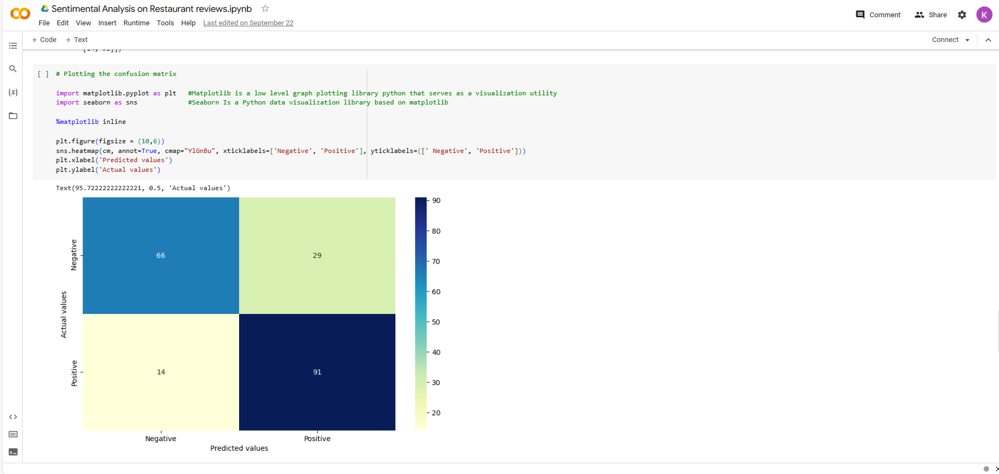 Sentimental Analysis on Restaurant reviews.ipynb
File Edit View Insert Runtime Tools Help Last edited on September 22
Comment Share K
+ Code + Text
Connect
[ ] # Plotting the confusion matrix
import matplotlib.pyplot as plt #Matplotlib is a low level graph plotting library python that serves as a visualization utility
import seaborn as sns #Seaborn Is a Python data visualization library based on matplotlib
%matplotlib inline
plt.figure(figsize = (10,6))
sns.heatmap(cm, annot=True, cmap="YlGnBu", xticklabels=['Negative', 'Positive'], yticklabels=([' Negative', 'Positive']))
plt.xlabel('Predicted values')
plt.ylabel('Actual values')
Text(95.72222222222221, 0.5, 'Actual values')
90
80
70
60
50
40
30
20
Negative
66 29
Actual values
Positive
14 91
Negative Positive
Predicted values
{x}